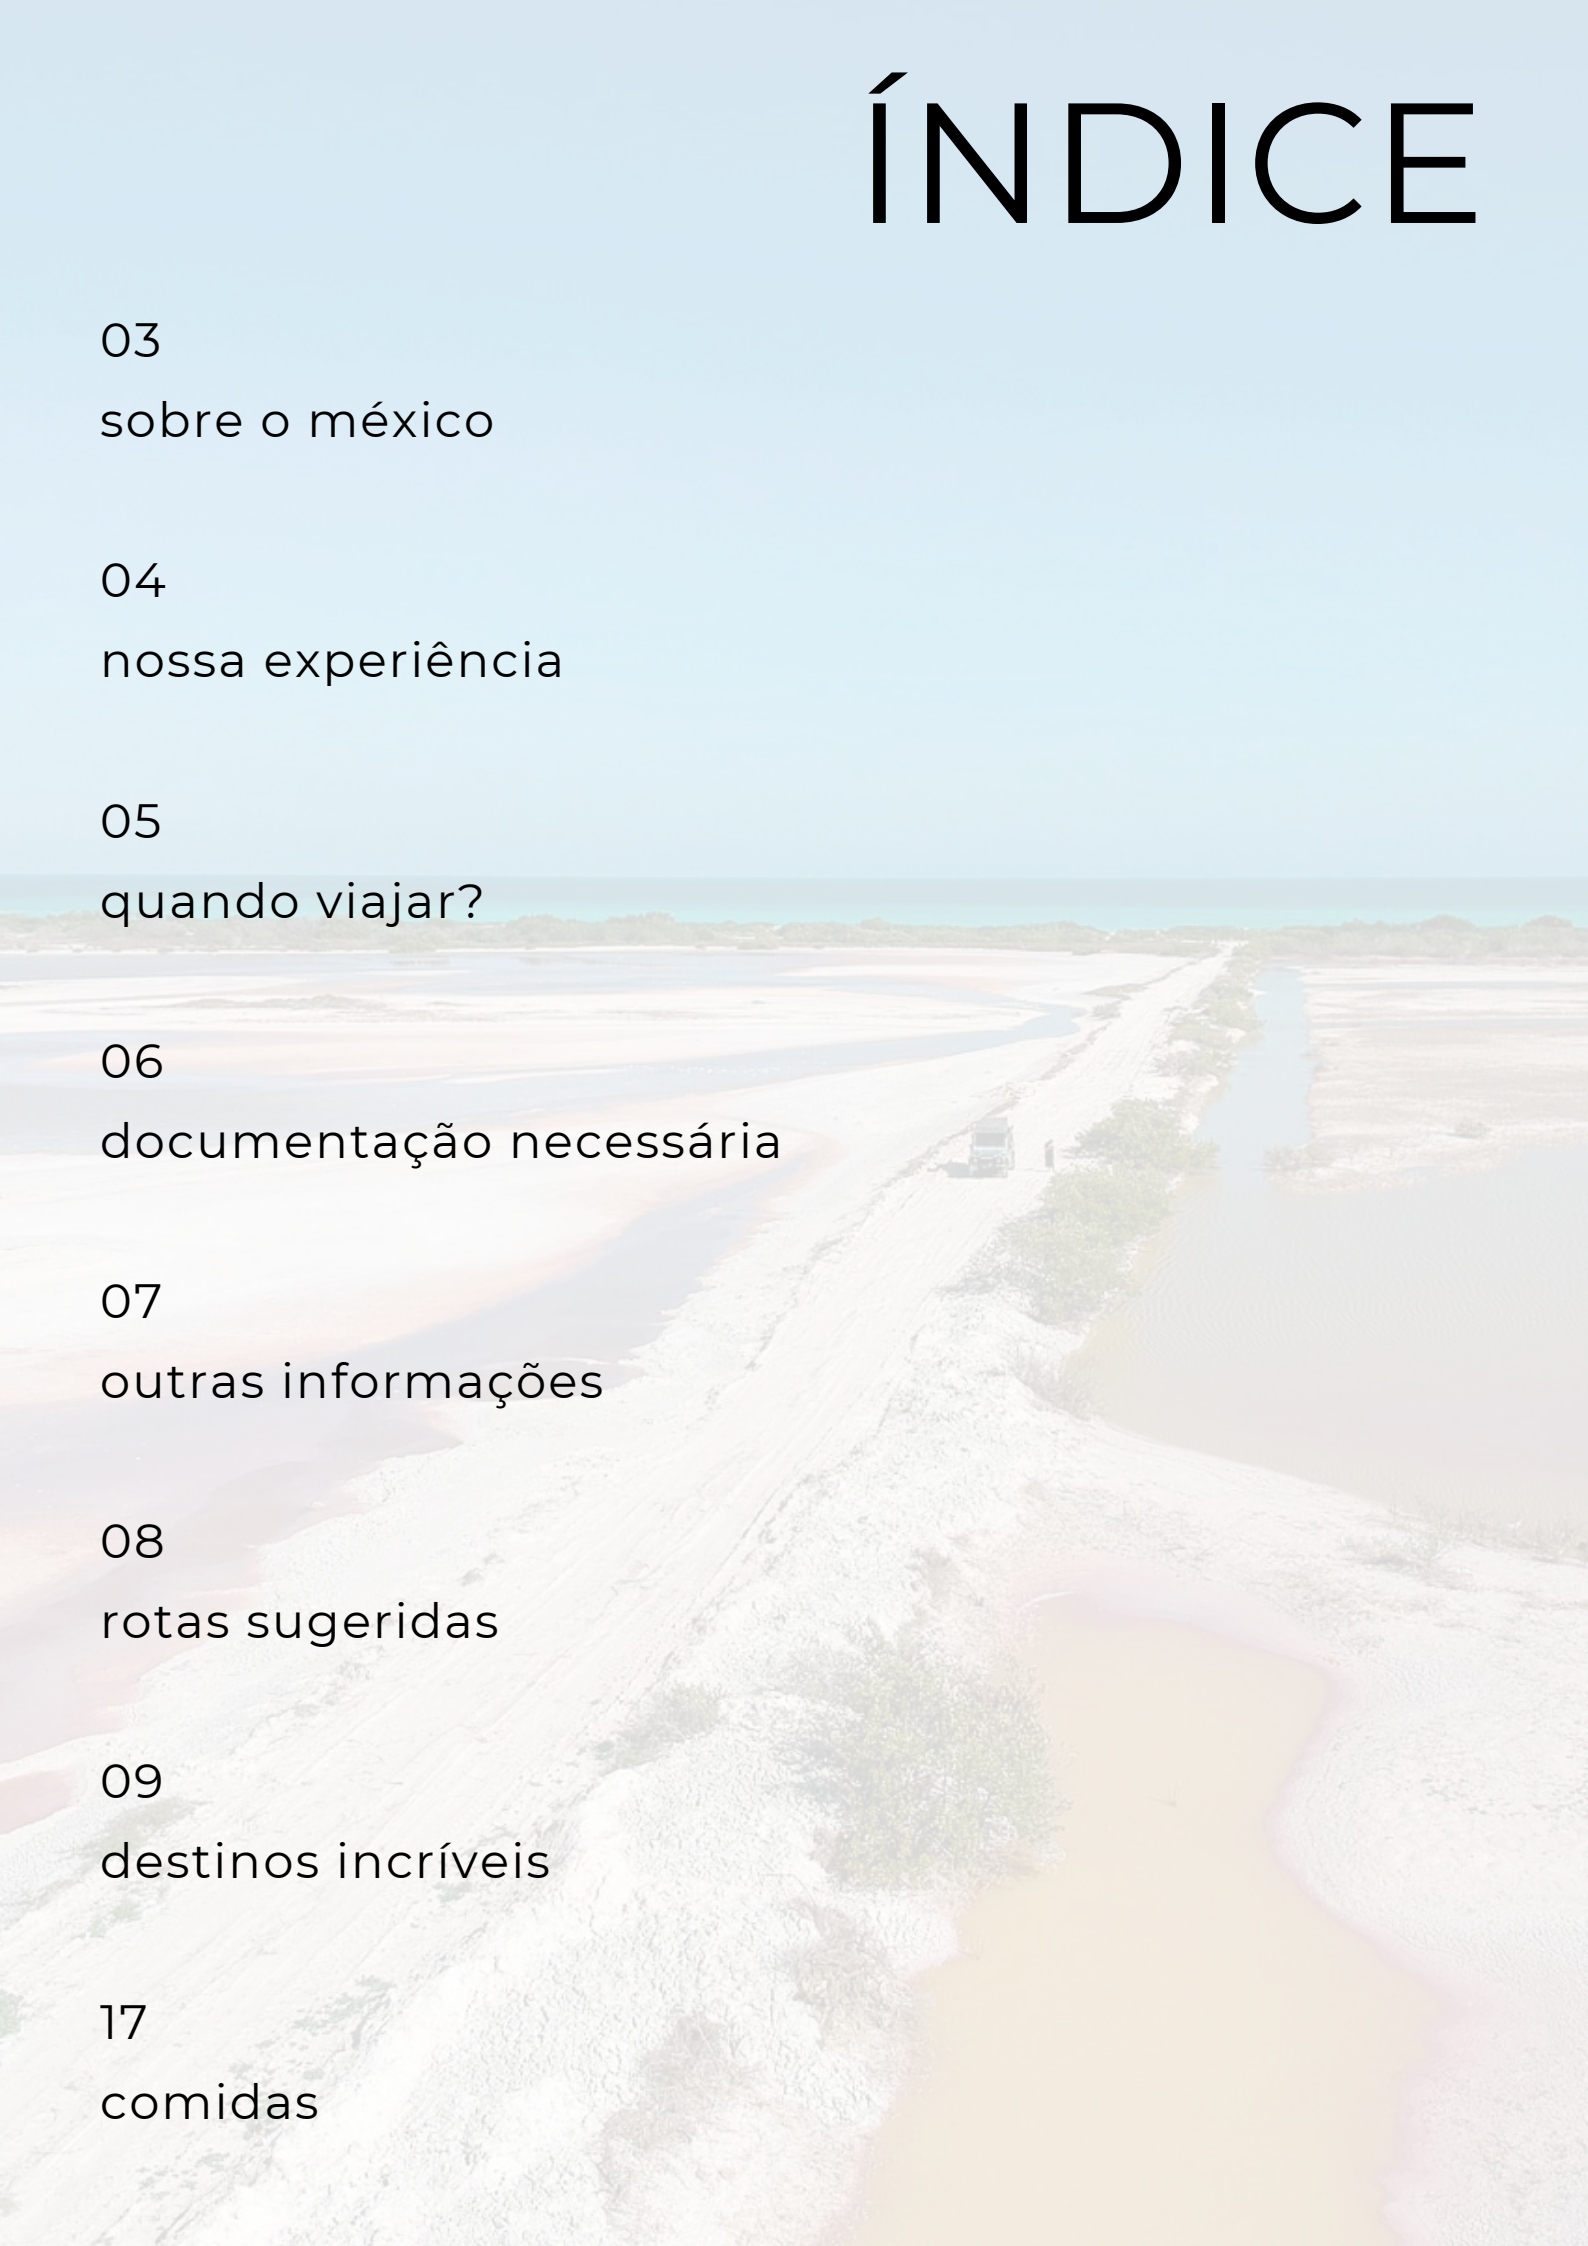 ÍNDICE
03
sobre o méxico
04
nossa experiência
05
quando viajar?
06
documentação necessária
07
outras informações
08
rotas sugeridas
09
destinos incríveis
17
comidas